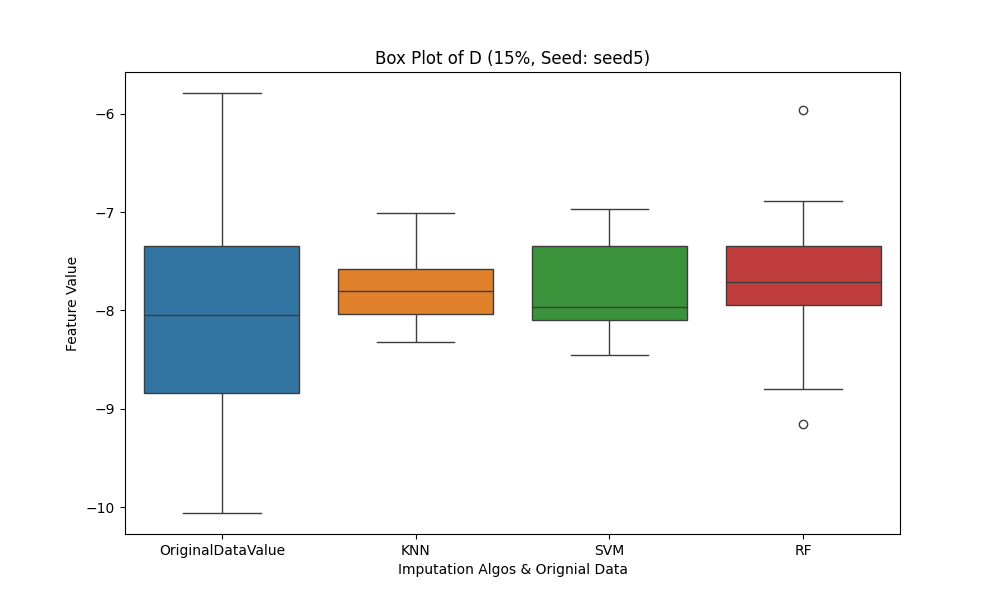 Box Plot of D (15%, Seed: seed5)
Feature Value
−6
−7
−8
−9
−10
OriginalDataValue
KNN
SVM
RF
Imputation Algos & Orignial Data